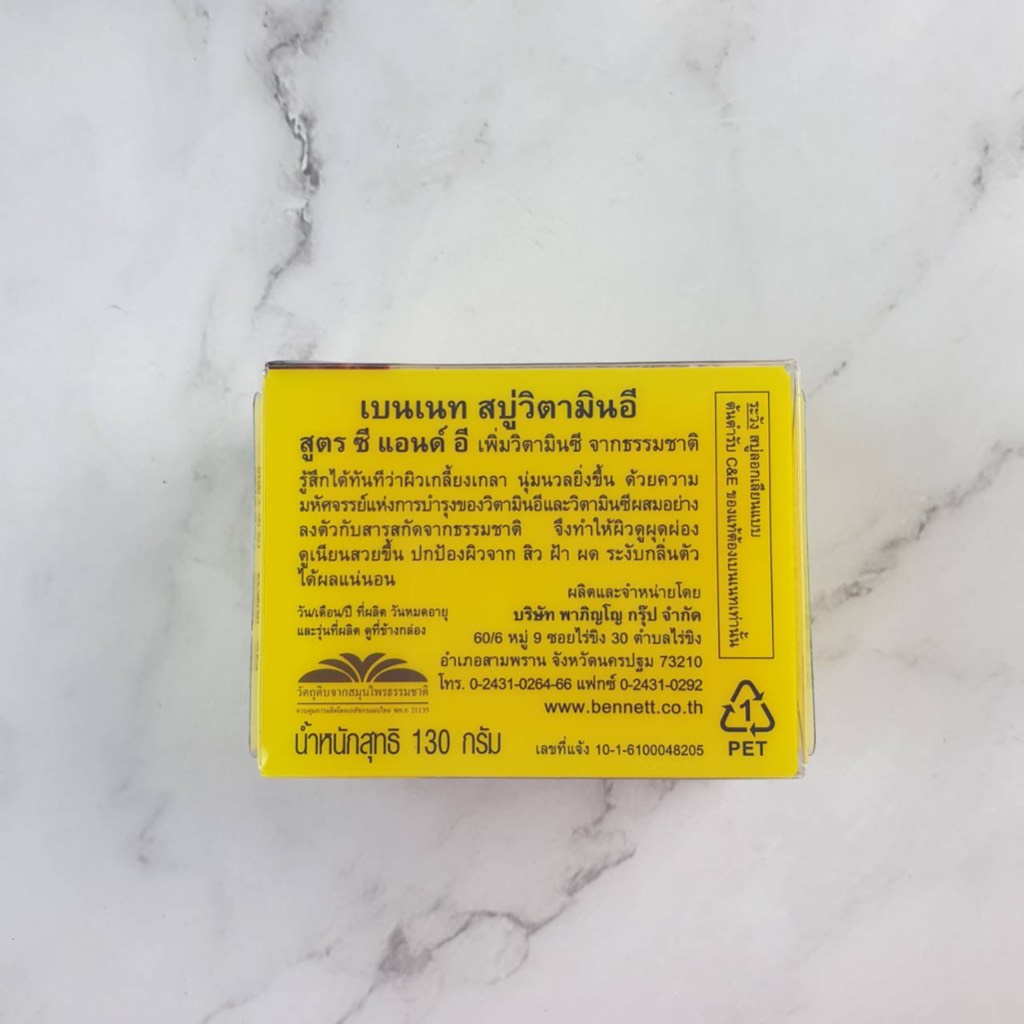 เบนเนท สบู่วิตามินอี
สูตร ซี แอนด์ อี เพิ่มวิตามินซี จากธรรมชาติ
รู้สึกได้ทันทีว่าผิวเกลี้ยงเกลา นุ่มนวลยิ่งขึ้น ด้วยความ
มหัศจรรย์แห่งการบำรุงของวิตามินอีและวิตามินซีผสมอย่าง
ลงตัวกับสารสกัดจากธรรมชาติ จึงทำให้ผิวดูผุดผ่อง
ดูเนียนสวยขึ้น ปกป้องผิวจาก สิว ฝ้า ผด ระงับกลิ่นตัว
ได้ผลแน่นอน
วัน/เดือน/ปี ที่ผลิต วันหมดอายุ
และรุ่นที่ผลิต ดูที่ข้างกล่อง
ผลิตและจำหน่ายโดย
บริษัท พาภิญโญ กรุ๊ป จำกัด
60/6 หมู่ 9 ซอยไร่ขิง 30 ตำบลไร่ขิง
อำเภอสามพราน จังหวัดนครปฐม 73210
โทร. 0-2431-0264-66 แฟกซ์ 0-2431-0292
www.bennett.co.th
วัตถุดิบจากสมุนไพรธรรมชาติ
น้ำหนักสุทธิ 130 กรัม
เลขที่แจ้ง 10-1-6100048205
ระวัง สบู่ลอกเลียนแบบ
ต้นตำรับ C&E ของแท้ต้องเบนเนทเท่านั้น
1
PET